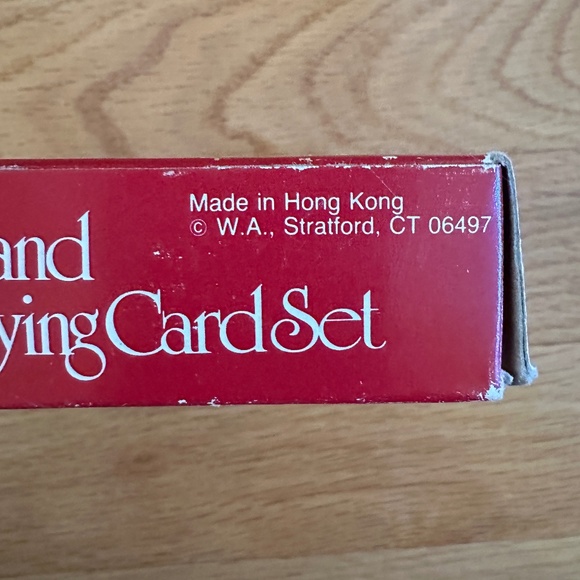 Made in Hong Kong
© W.A., Stratford, CT 06497
and
ying Card Set